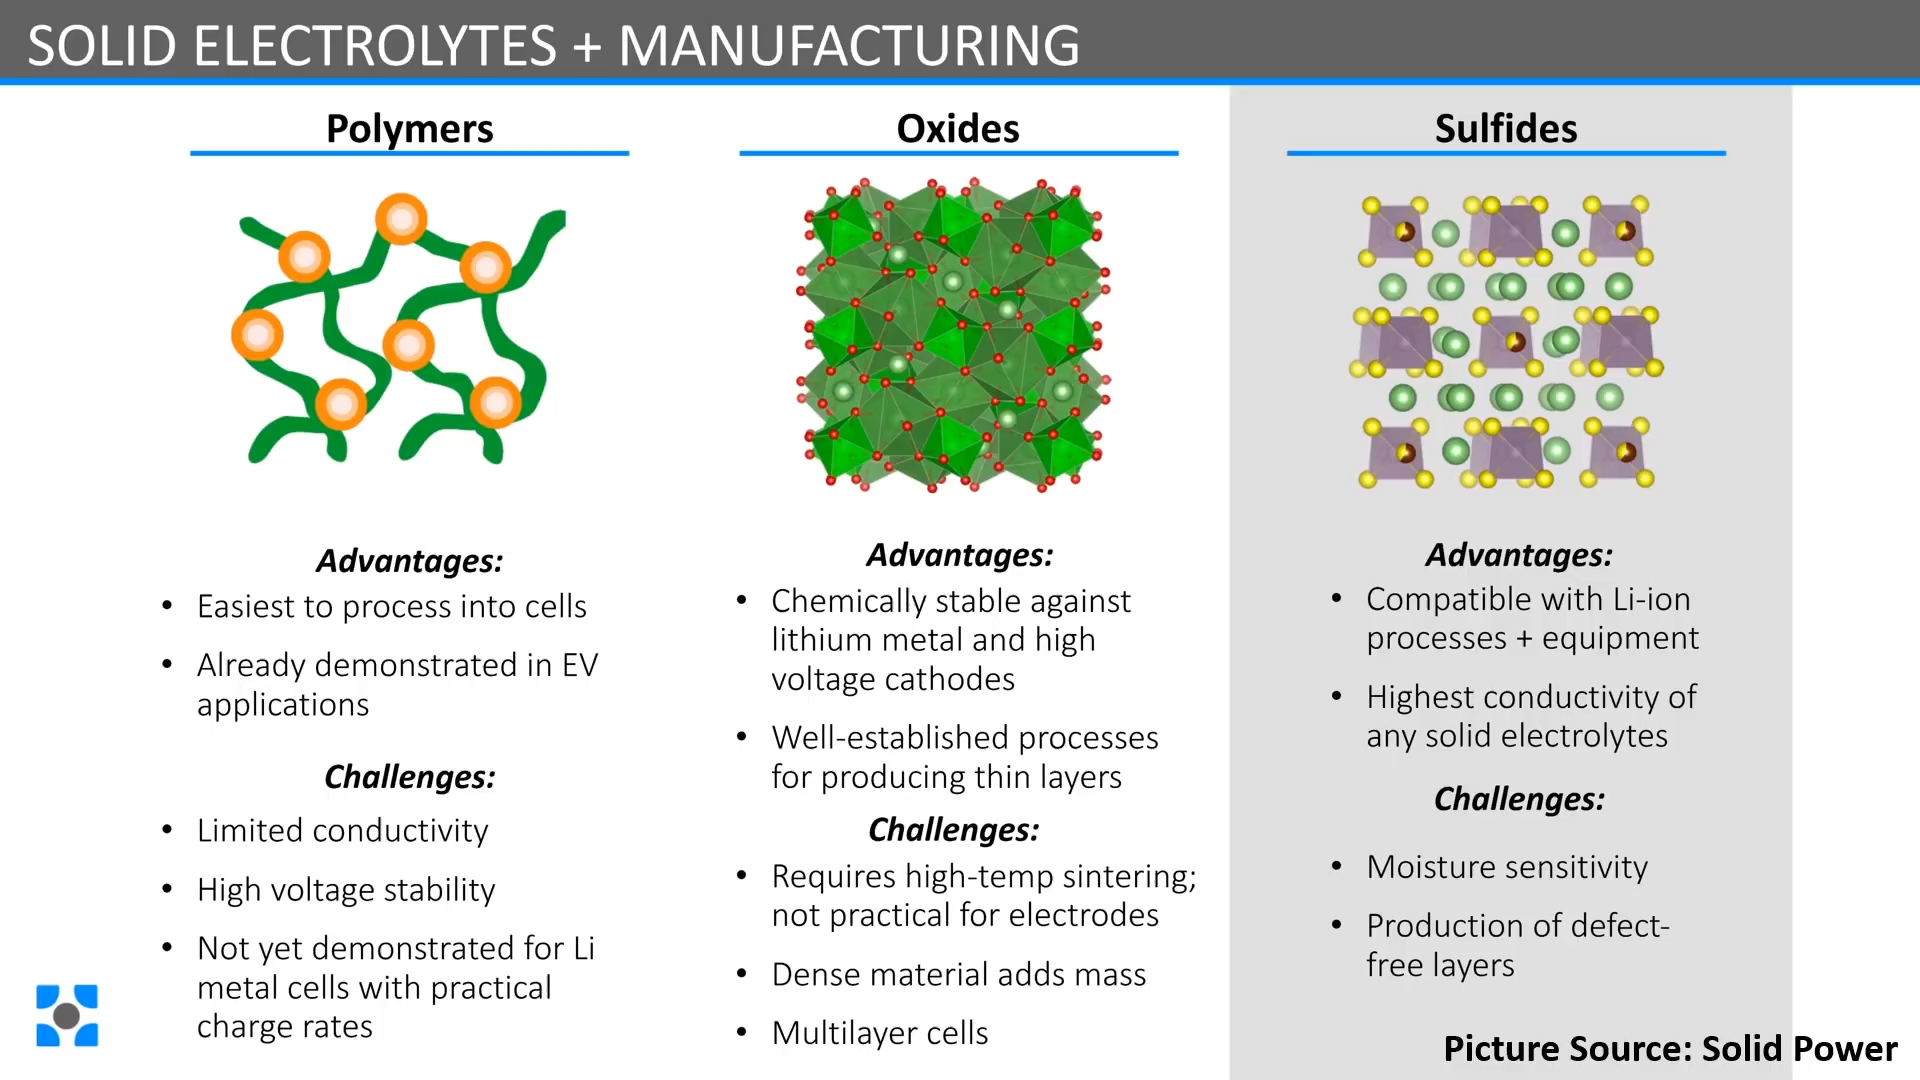 SOLID ELECTROLYTES + MANUFACTURING
Polymers
Advantages:
• Easiest to process into cells
• Already demonstrated in EV
applications
Challenges:
• Limited conductivity
• High voltage stability
• Not yet demonstrated for Li
metal cells with practical
charge rates
Oxides
Advantages:
• Chemically stable against
lithium metal and high
voltage cathodes
• Well-established processes
for producing thin layers
Challenges:
• Requires high-temp sintering;
not practical for electrodes
• Dense material adds mass
• Multilayer cells
Sulfides
Advantages:
• Compatible with Li-ion
processes + equipment
• Highest conductivity of
any solid electrolytes
Challenges:
• Moisture sensitivity
• Production of defect-
free layers
Picture Source: Solid Power